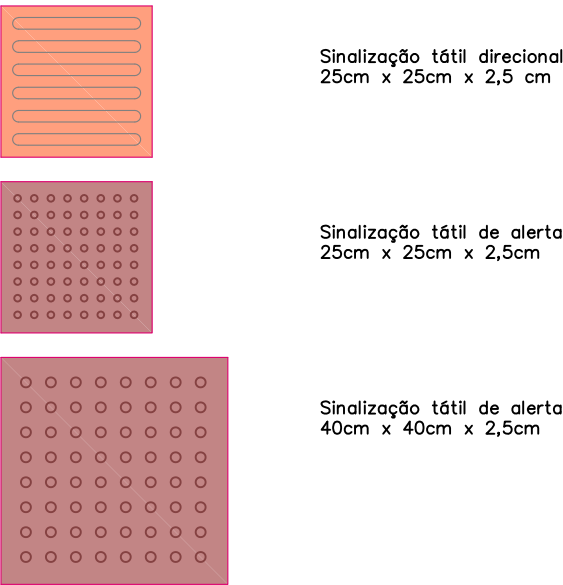 Sinalização tátil direcional
25cm x 25cm x 2,5 cm
Sinalização tátil de alerta
25cm x 25cm x 2,5cm
Sinalização tátil de alerta
40cm x 40cm x 2,5cm